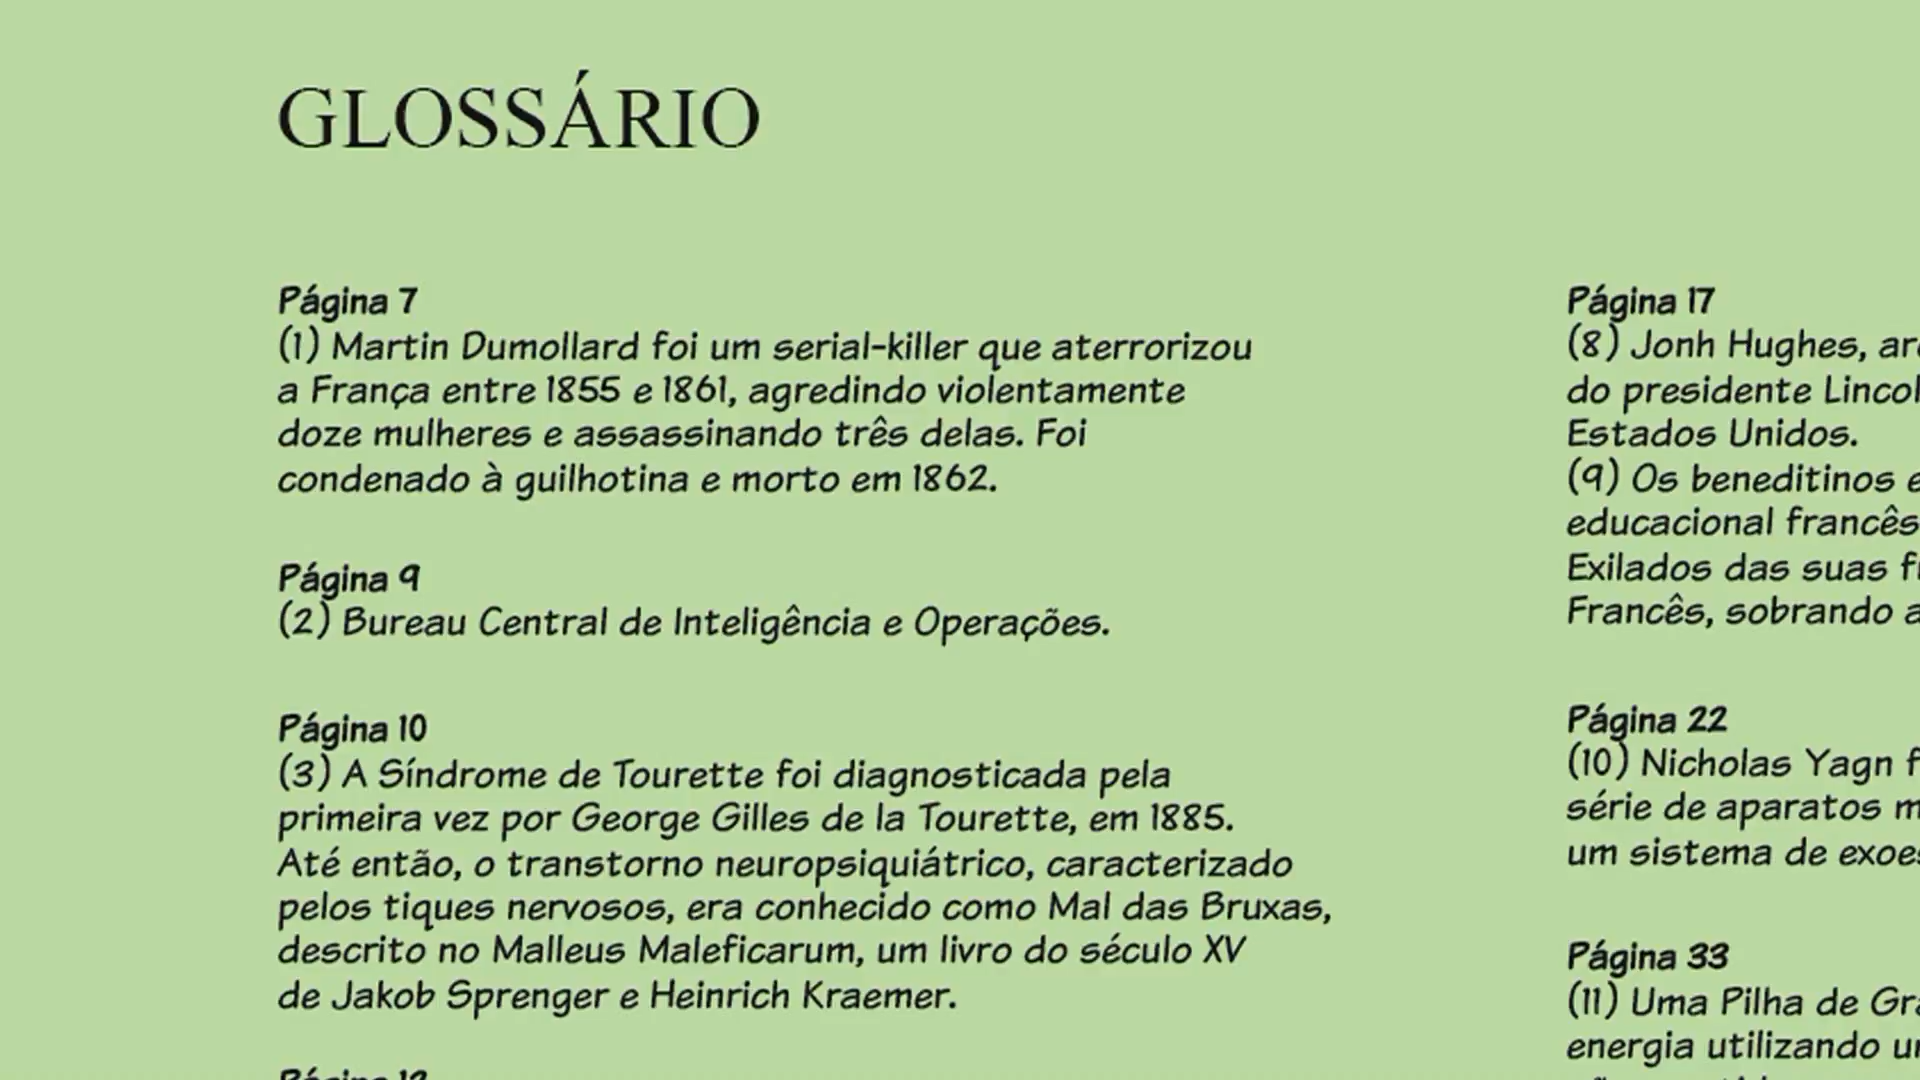 GLOSSÁRIO
Página 7
(1) Martin Dumollard foi um serial-killer que aterrorizou
a França entre 1855 e 1861, agredindo violentamente
doze mulheres e assassinando três delas. Foi
condenado à guilhotina e morto em 1862.
Página 9
(2) Bureau Central de Inteligência e Operações.
Página 10
(3) A Síndrome de Tourette foi diagnosticada pela
primeira vez por George Gilles de la Tourette, em 1885.
Até então, o transtorno neuropsiquiátrico, caracterizado
pelos tiques nervosos, era conhecido como Mal das Bruxas,
descrito no Malleus Maleficarum, um livro do século XV
de Jakob Sprenger e Heinrich Kraemer.
Página 12
Página 17
(8) Jonh Hughes,
do presidente
Estados Unidos.
(9) Os beneditinos
educacional francês
Exilados das suas
Francês, sobrando
Página 22
(10) Nicholas Yagn
série de aparatos
um sistema de
Página 33
(11) Uma Pilha de
energia utilizando